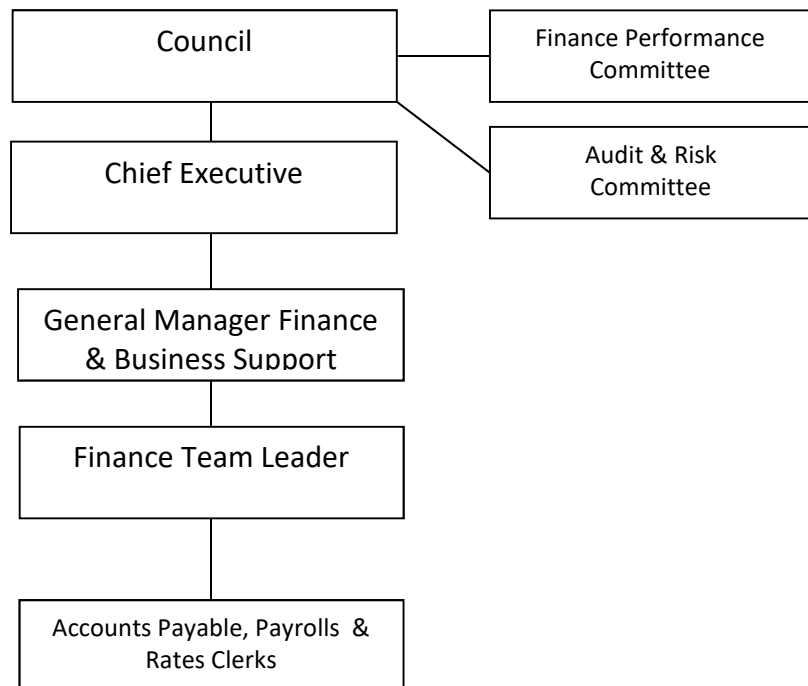 Council
Finance Performance
Committee
Audit & Risk
Committee
Chief Executive
General Manager Finance
& Business Support
Finance Team Leader
Accounts Payable, Payrolls &
Rates Clerks